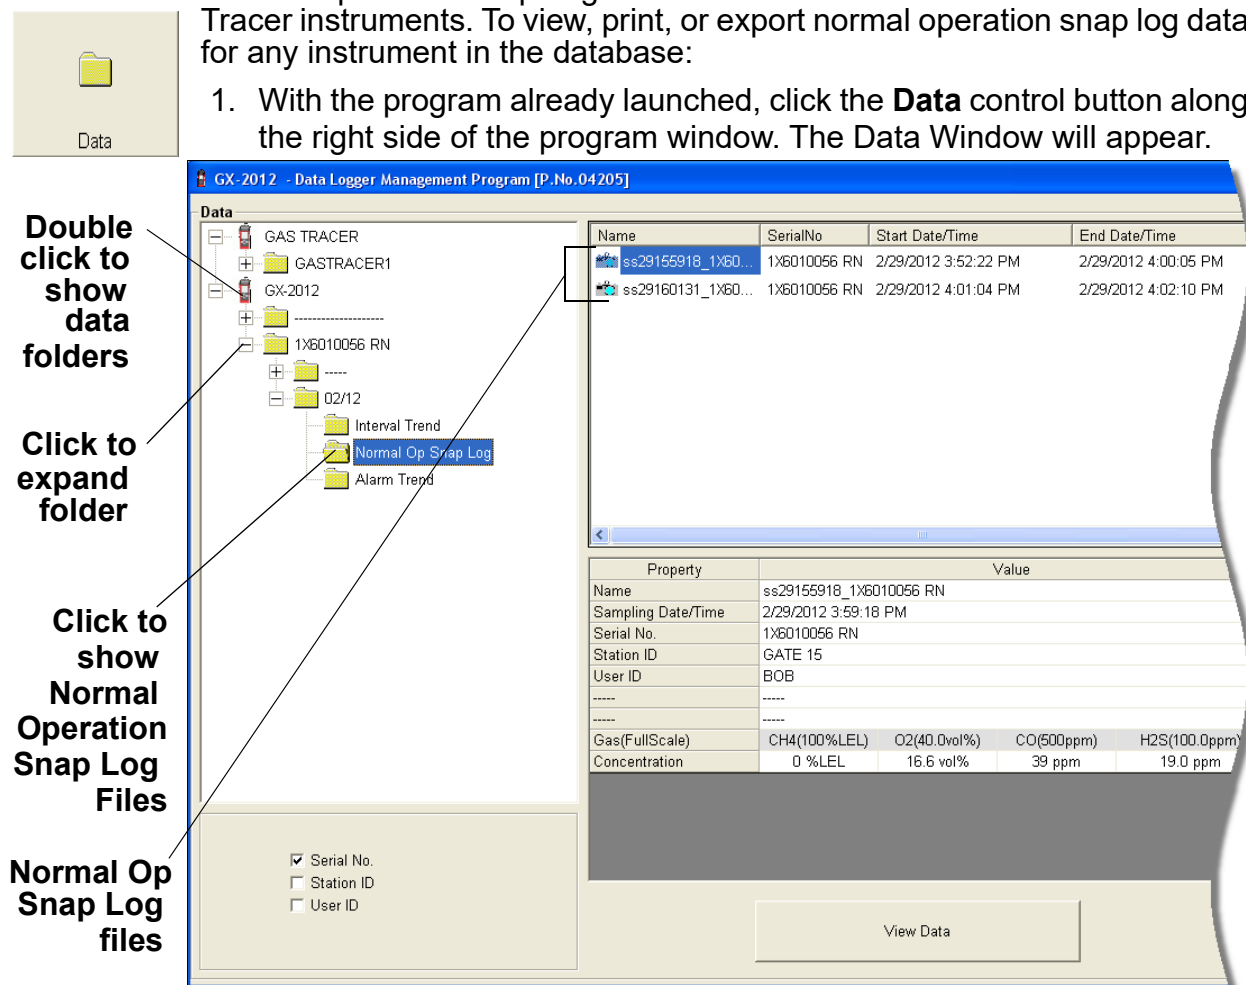 Tracer instruments. To view, print, or export normal operation snap log data
for any instrument in the database:
Data
1. With the program already launched, click the Data control button along
the right side of the program window. The Data Window will appear.
GX-2012 - Data Logger Management Program [P.No.04205]
Data
Double
click to
show
data
folders
Click to
expand
folder
Click to
show
Normal
Operation
Snap Log
Files
Normal Op
Snap Log
files
GAS TRACER
GASTRACER1
GX-2012
--------------------
1X6010056 RN
-----
02/12
Interval Trend
Normal Op Snap Log
Alarm Trend
Name SerialNo Start Date/Time End Date/Time
ss29155918_1X60... 1X6010056 RN 2/29/2012 3:52:22 PM 2/29/2012 4:00:05 PM
ss29160131_1X60... 1X6010056 RN 2/29/2012 4:01:04 PM 2/29/2012 4:02:10 PM
Property Value
Name ss29155918_1X6010056 RN
Sampling Date/Time 2/29/2012 3:59:18 PM
Serial No. 1X6010056 RN
Station ID GATE 15
User ID BOB
----- -----
----- -----
Gas(FullScale) CH4(100%LEL) O2(40.0vol%) CO(500ppm) H2S(100.0ppm)
Concentration 0 %LEL 16.6 vol% 39 ppm 19.0 ppm
Serial No.
Station ID
User ID
View Data